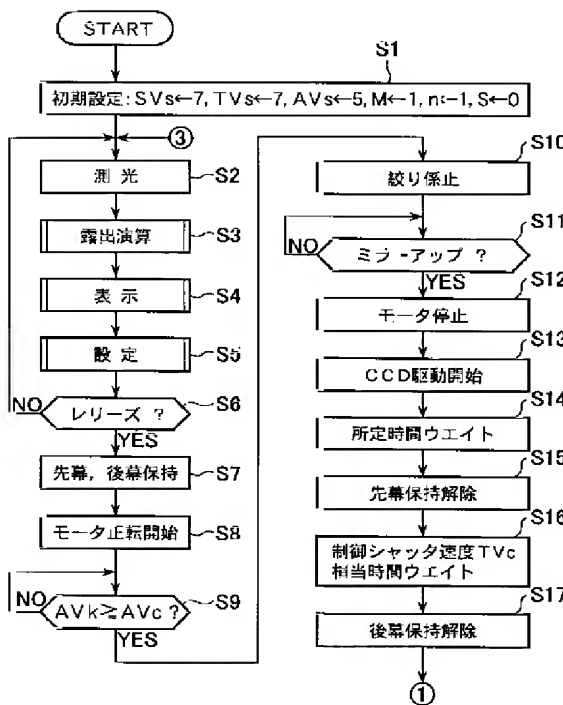 START
S1
初期設定: SVs←7, TVs←7, AVs←5, M←1, n←1, S←0
③
測 光
S2
露出演算
S3
表 示
S4
設 定
S5
NO
レリーズ ?
S6
YES
先幕, 後幕保持
S7
モータ正転開始
S8
NO
AVk≧AVc ?
S9
YES
S10
絞り係止
S11
NO
ミラーアップ ?
YES
S12
モータ停止
S13
CCD駆動開始
S14
所定時間ウエイト
S15
先幕保持解除
S16
制御シャッタ速度TVc
相当時間ウエイト
S17
後幕保持解除
①